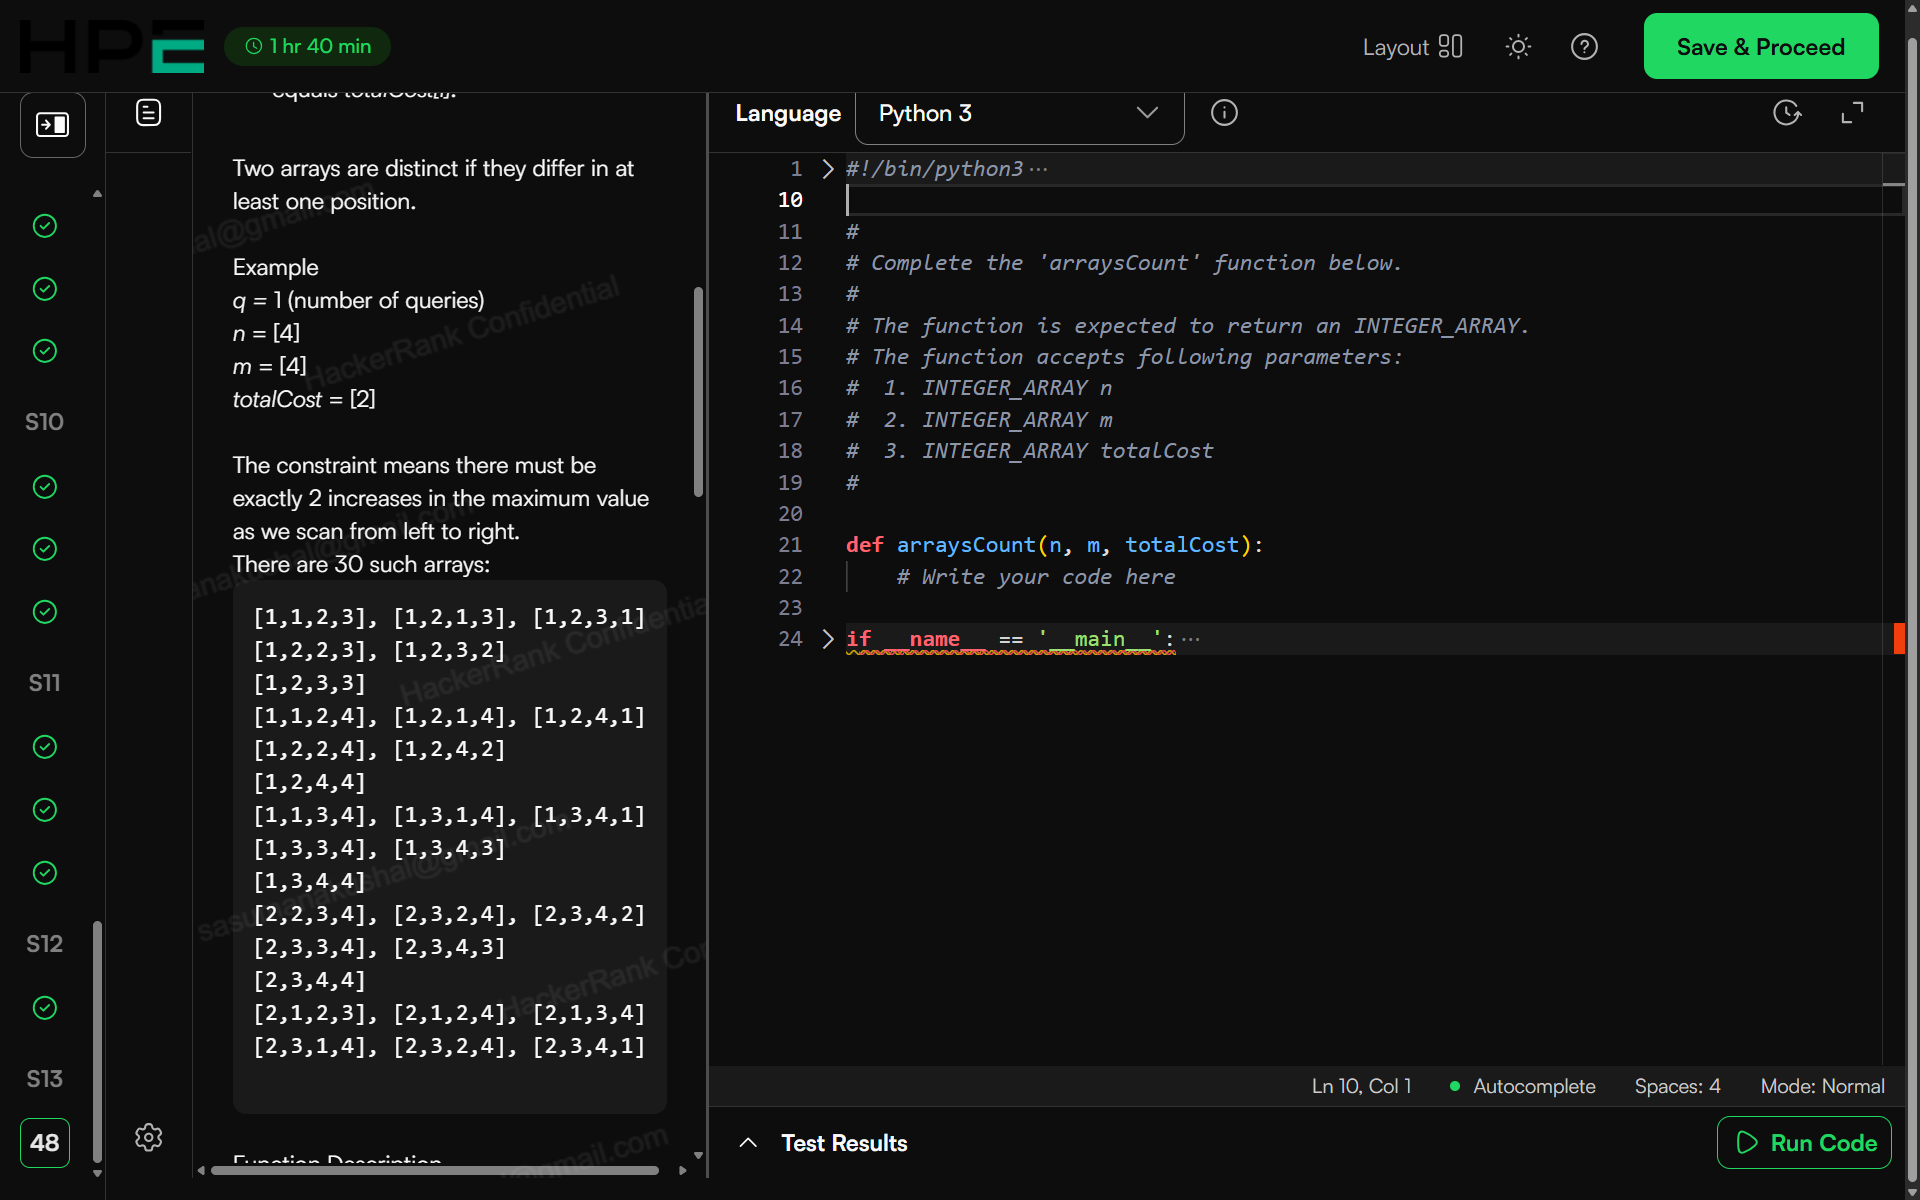 HPE
1 hr 40 min
Layout
Save & Proceed
S10
S11
S12
S13
48
equals totalCost[i].
Two arrays are distinct if they differ in at
least one position.
Example
q = 1 (number of queries)
n = [4]
m = [4]
totalCost = [2]
The constraint means there must be
exactly 2 increases in the maximum value
as we scan from left to right.
There are 30 such arrays:
[1,1,2,3], [1,2,1,3], [1,2,3,1]
[1,2,2,3], [1,2,3,2]
[1,2,3,3]
[1,1,2,4], [1,2,1,4], [1,2,4,1]
[1,2,2,4], [1,2,4,2]
[1,2,4,4]
[1,1,3,4], [1,3,1,4], [1,3,4,1]
[1,3,3,4], [1,3,4,3]
[1,3,4,4]
[2,2,3,4], [2,3,2,4], [2,3,4,2]
[2,3,3,4], [2,3,4,3]
[2,3,4,4]
[2,1,2,3], [2,1,2,4], [2,1,3,4]
[2,3,1,4], [2,3,2,4], [2,3,4,1]
Function Description
HackerRank Confidential
HackerRank Confidentia
HackerRank Con
Language
Python 3
1 #!/bin/python3 ···
10
11 #
12 # Complete the 'arraysCount' function below.
13 #
14 # The function is expected to return an INTEGER_ARRAY.
15 # The function accepts following parameters:
16 #  1. INTEGER_ARRAY n
17 #  2. INTEGER_ARRAY m
18 #  3. INTEGER_ARRAY totalCost
19 #
20
21 def arraysCount(n, m, totalCost):
22     # Write your code here
23
24 if __name__ == '__main__': ···
Ln 10, Col 1
Autocomplete
Spaces: 4
Mode: Normal
Test Results
Run Code